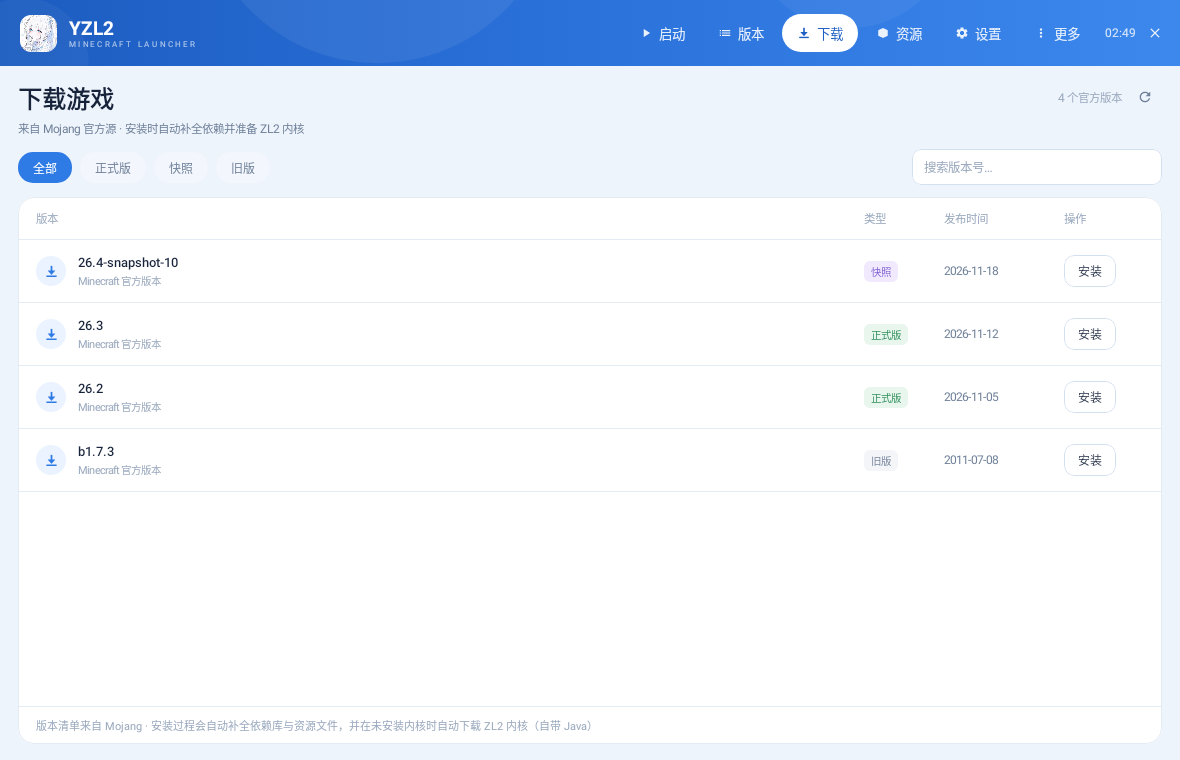 YZL2
MINECRAFT LAUNCHER
启动
版本
下载
资源
设置
更多
02:49
下载游戏
4 个官方版本
来自 Mojang 官方源 · 安装时自动补全依赖并准备 ZL2 内核
全部
正式版
快照
旧版
搜索版本号...
版本
类型
发布时间
操作
26.4-snapshot-10
Minecraft 官方版本
快照
2026-11-18
安装
26.3
Minecraft 官方版本
正式版
2026-11-12
安装
26.2
Minecraft 官方版本
正式版
2026-11-05
安装
b1.7.3
Minecraft 官方版本
旧版
2011-07-08
安装
版本清单来自 Mojang · 安装过程会自动补全依赖库与资源文件，并在未安装内核时自动下载 ZL2 内核（自带 Java）